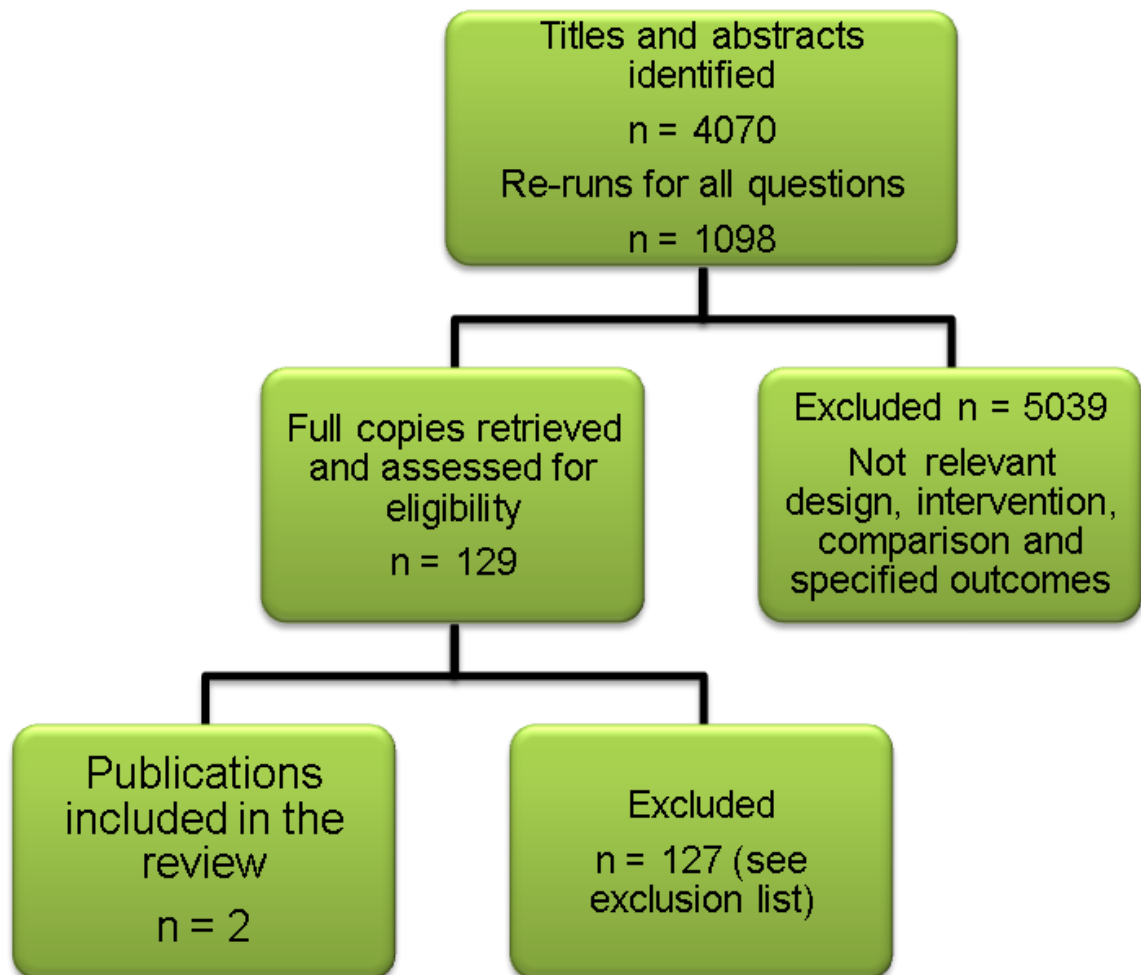 Titles and abstracts
identified
n = 4070
Re-runs for all questions
n = 1098
Full copies retrieved
and assessed for
eligibility
n = 129
Excluded n = 5039
Not relevant
design, intervention,
comparison and
specified outcomes
Publications
included in the
review
n = 2
Excluded
n = 127 (see
exclusion list)